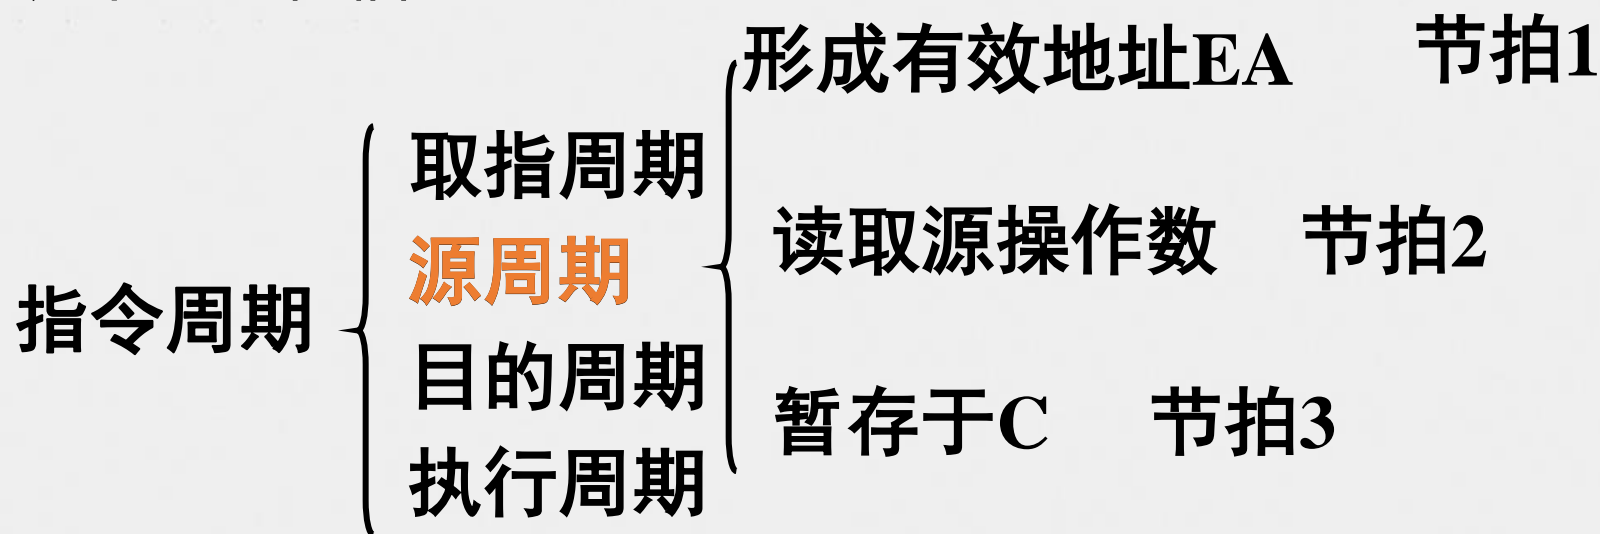 形成有效地址EA 节拍1
取指周期
源周期
读取源操作数 节拍2
指令周期
目的周期
暂存于C 节拍3
执行周期